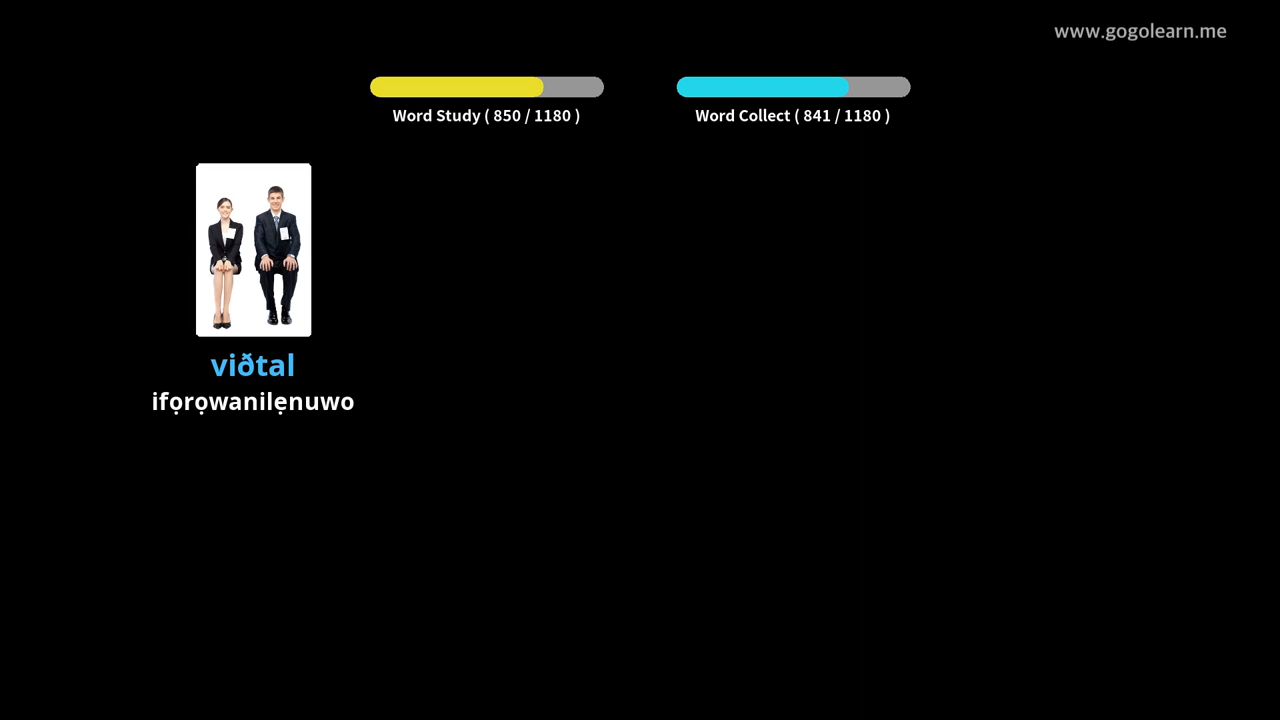 www.gogolearn.me
Word Study ( 850 / 1180 )
Word Collect ( 841 / 1180 )
viðtal
ifọrọwanilẹnuwo